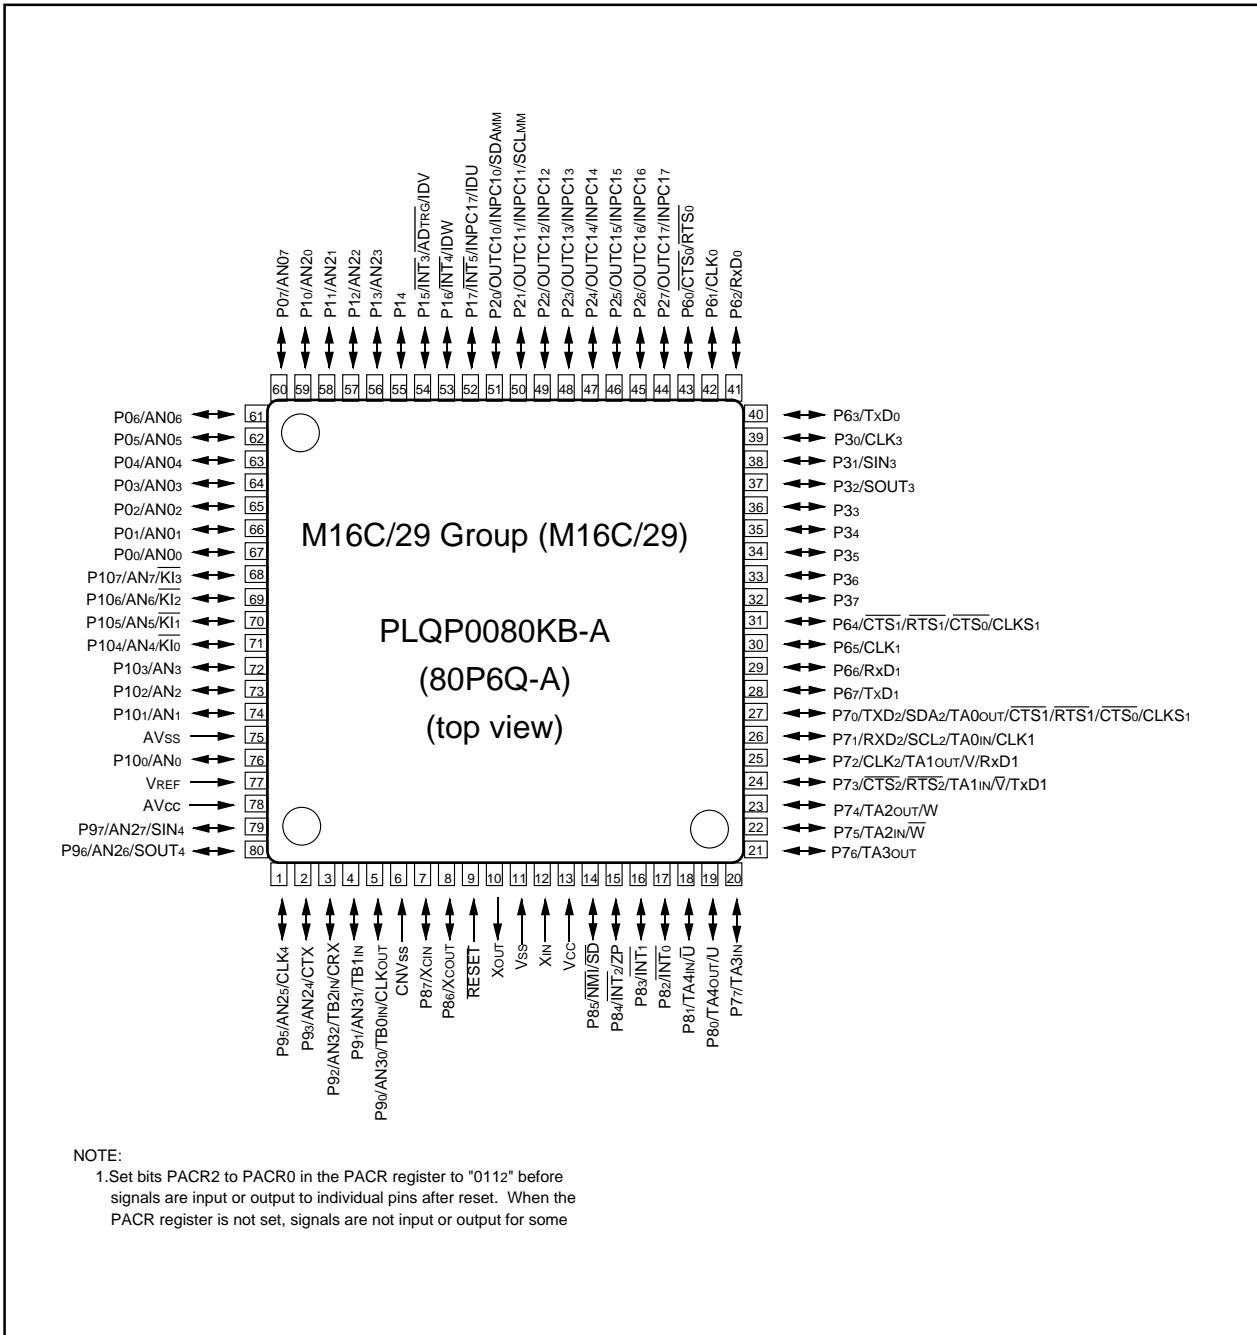 P07/AN07
P10/AN20
P11/AN21
P12/AN22
P13/AN23
P14
P15/INT3/ADTRG/IDV
P16/INT4/IDW
P17/INT5/INPC17/IDU
P20/OUTC10/INPC10/SDAMM
P21/OUTC11/INPC11/SCLMM
P22/OUTC12/INPC12
P23/OUTC13/INPC13
P24/OUTC14/INPC14
P25/OUTC15/INPC15
P26/OUTC16/INPC16
P27/OUTC17/INPC17
P60/CTS0/RTS0
P61/CLK0
P62/RxD0
60 59 58 57 56 55 54 53 52 51 50 49 48 47 46 45 44 43 42 41
P06/AN06 61
P05/AN05 62
P04/AN04 63
P03/AN03 64
P02/AN02 65
P01/AN01 66
P00/AN00 67
P107/AN7/KI3 68
P106/AN6/KI2 69
P105/AN5/KI1 70
P104/AN4/KI0 71
P103/AN3 72
P102/AN2 73
P101/AN1 74
AVSS 75
P100/AN0 76
VREF 77
AVCC 78
P97/AN27/SIN4 79
P96/AN26/SOUT4 80
M16C/29 Group (M16C/29)
PLQP0080KB-A
(80P6Q-A)
(top view)
40 P63/TxD0
39 P30/CLK3
38 P31/SIN3
37 P32/SOUT3
36 P33
35 P34
34 P35
33 P36
32 P37
31 P64/CTS1/RTS1/CTS0/CLKS1
30 P65/CLK1
29 P66/RxD1
28 P67/TxD1
27 P70/TXD2/SDA2/TA0OUT/CTS1/RTS1/CTS0/CLKS1
26 P71/RXD2/SCL2/TA0IN/CLK1
25 P72/CLK2/TA1OUT/V/RxD1
24 P73/CTS2/RTS2/TA1IN/V/TxD1
23 P74/TA2OUT/W
22 P75/TA2IN/W
21 P76/TA3OUT
1 2 3 4 5 6 7 8 9 10 11 12 13 14 15 16 17 18 19 20
P95/AN25/CLK4
P93/AN24/CTX
P92/AN32/TB2IN/CRX
P91/AN31/TB1IN
P90/AN30/TB0IN/CLKOUT
CNVSS
P87/XCIN
P86/XCOUT
RESET
XOUT
VSS
XIN
VCC
P85/NMI/SD
P84/INT2/ZP
P83/INT1
P82/INT0
P81/TA4IN/U
P80/TA4OUT/U
P77/TA3IN
NOTE:
1.Set bits PACR2 to PACR0 in the PACR register to "0112" before
signals are input or output to individual pins after reset. When the
PACR register is not set, signals are not input or output for some